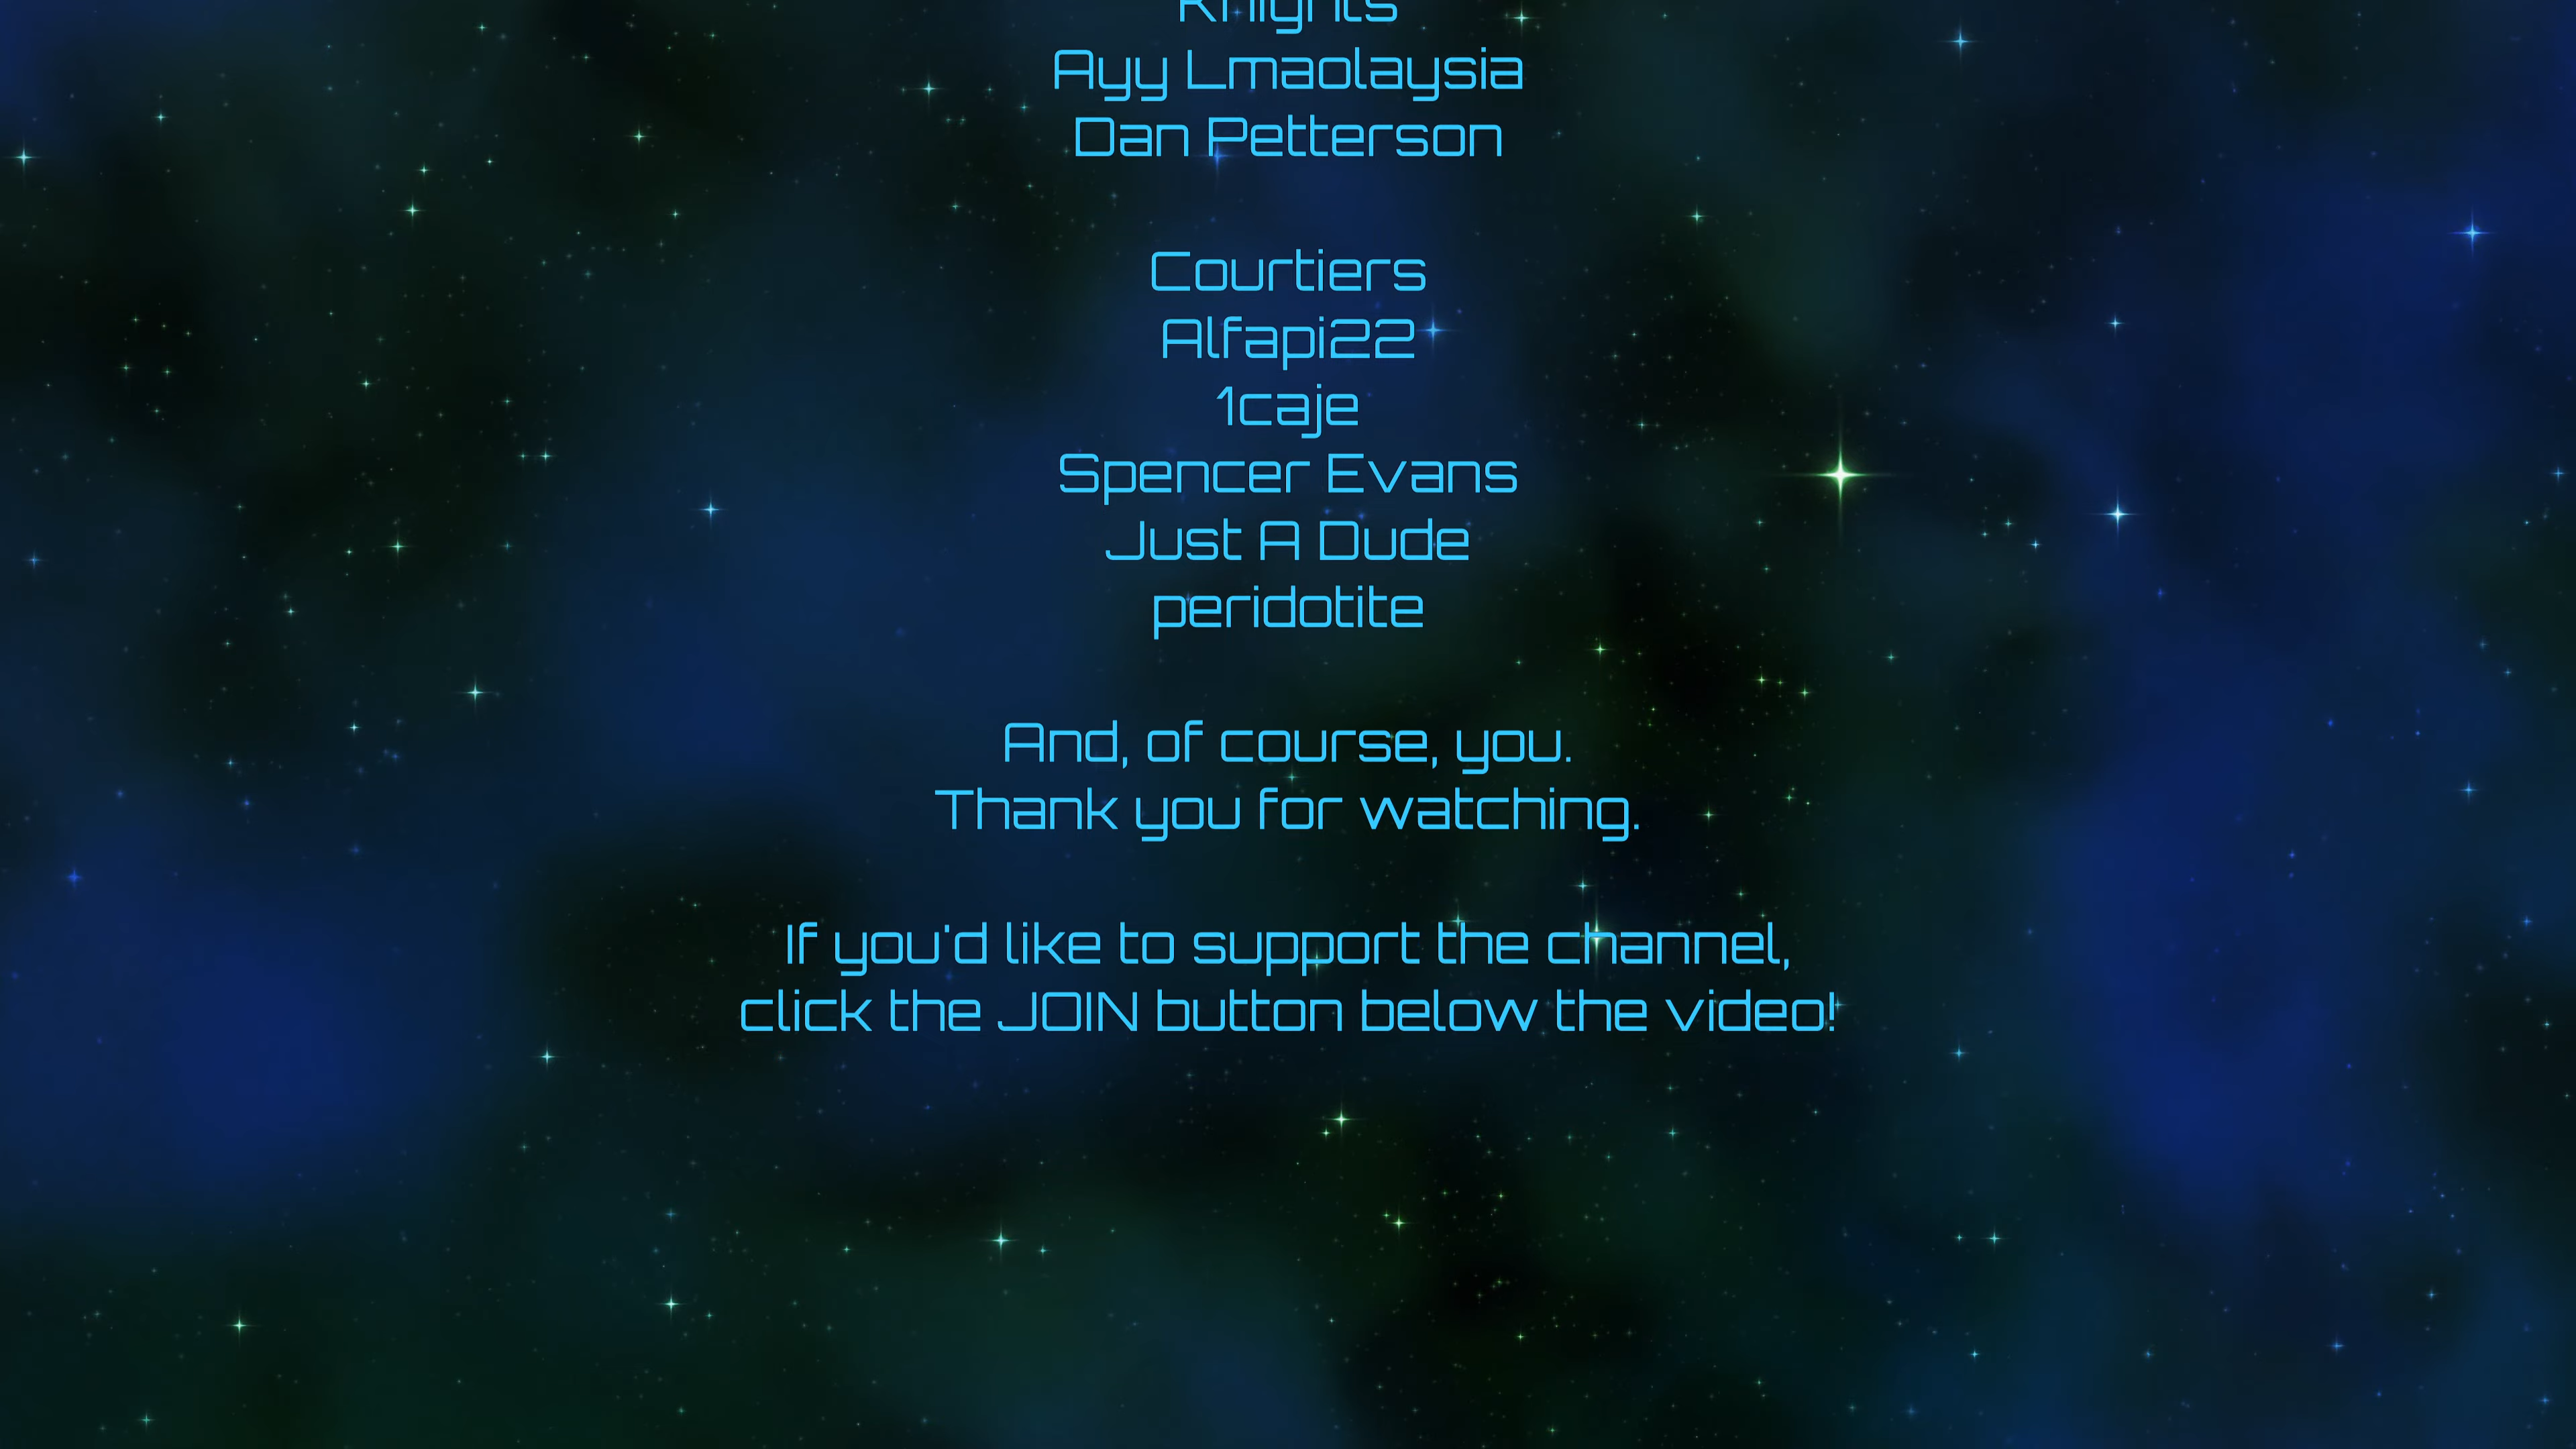 Knights
Ayy Lmaolaysia
Dan Petterson
Courtiers
Alfapi22
1caje
Spencer Evans
Just A Dude
peridotite
And, of course, you.
Thank you for watching.
If you'd like to support the channel,
click the JOIN button below the video!